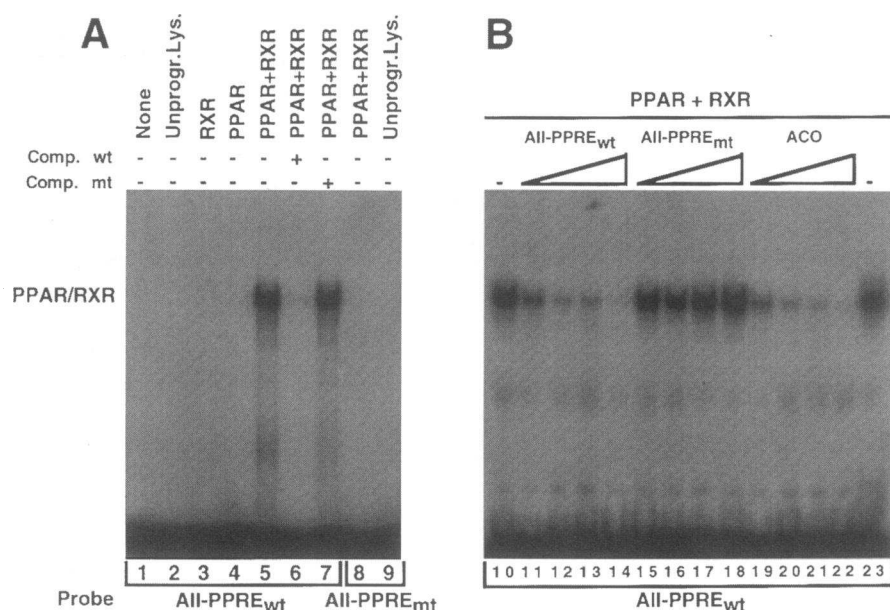 A
None
Unprogr.Lys.
RXR
PPAR
PPAR+RXR
PPAR+RXR
PPAR+RXR
PPAR+RXR
Unprogr.Lys.
Comp. wt - - - - - + - - -
Comp. mt - - - - - - + - -
PPAR/RXR
1 2 3 4 5 6 7 8 9
Probe AII-PPREwt AII-PPREmt
B
PPAR + RXR
AII-PPREwt AII-PPREmt ACO
- -
10 11 12 13 14 15 16 17 18 19 20 21 22 23
AII-PPREwt